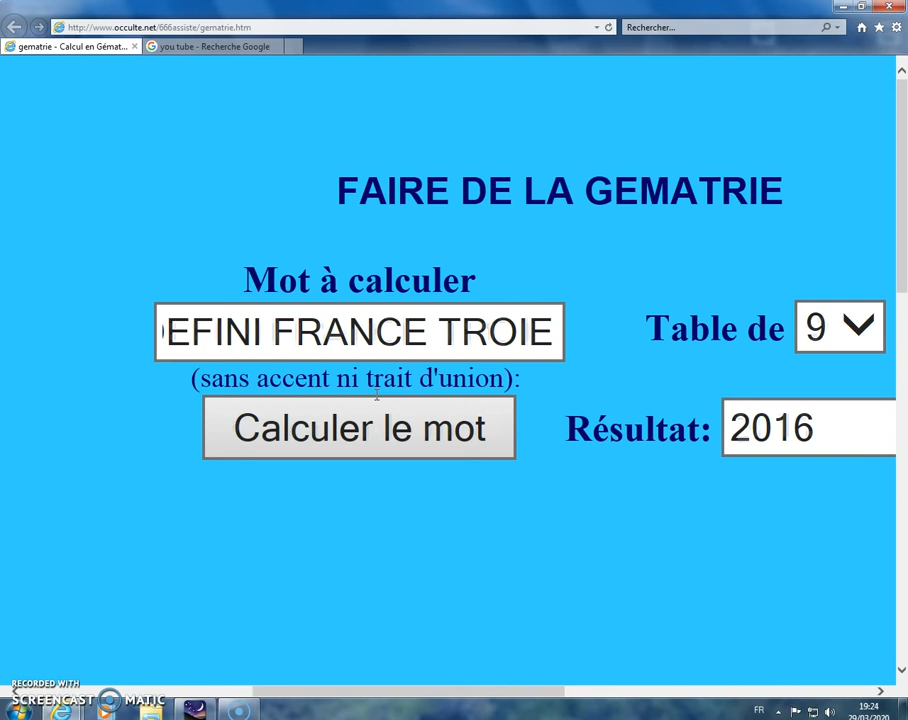 http://www.occulte.net/666assiste/gematrie.htm
Rechercher...
gematrie - Calcul en Gémat...
you tube - Recherche Google
FAIRE DE LA GEMATRIE
Mot à calculer
EFINI FRANCE TROIE
Table de 9
(sans accent ni trait d'union):
Calculer le mot
Résultat: 2016
RECORDED WITH
SCREENCAST MATIC
FR
19:24
29/03/2020